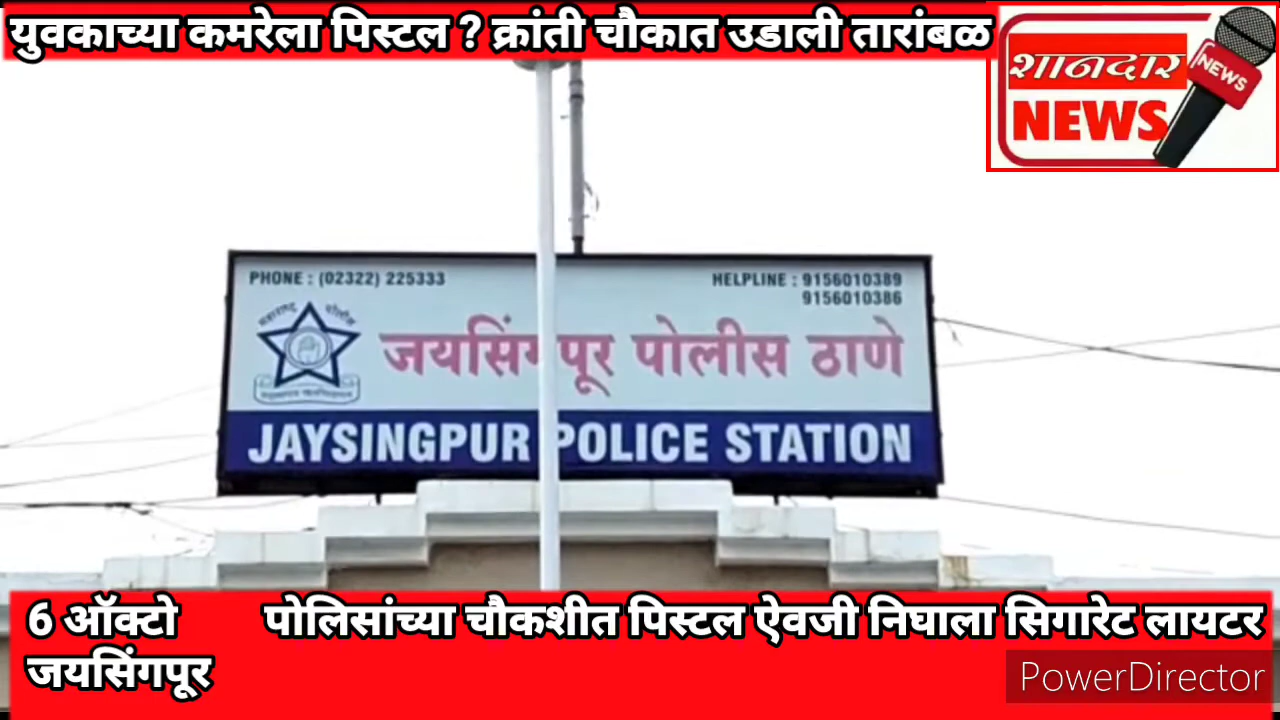 युवकाच्या कमरेला पिस्टल ? क्रांती चौकात उडाली तारांबळ
शानदार
NEWS
NEWS
PHONE : (02322) 225333
HELPLINE : 9156010389
9156010386
महाराष्ट्र पोलीस
जयसिंगपूर पोलीस ठाणे
JAYSINGPUR POLICE STATION
6 ऑक्टो
पोलिसांच्या चौकशीत पिस्टल ऐवजी निघाला सिगारेट लायटर
जयसिंगपूर
PowerDirector